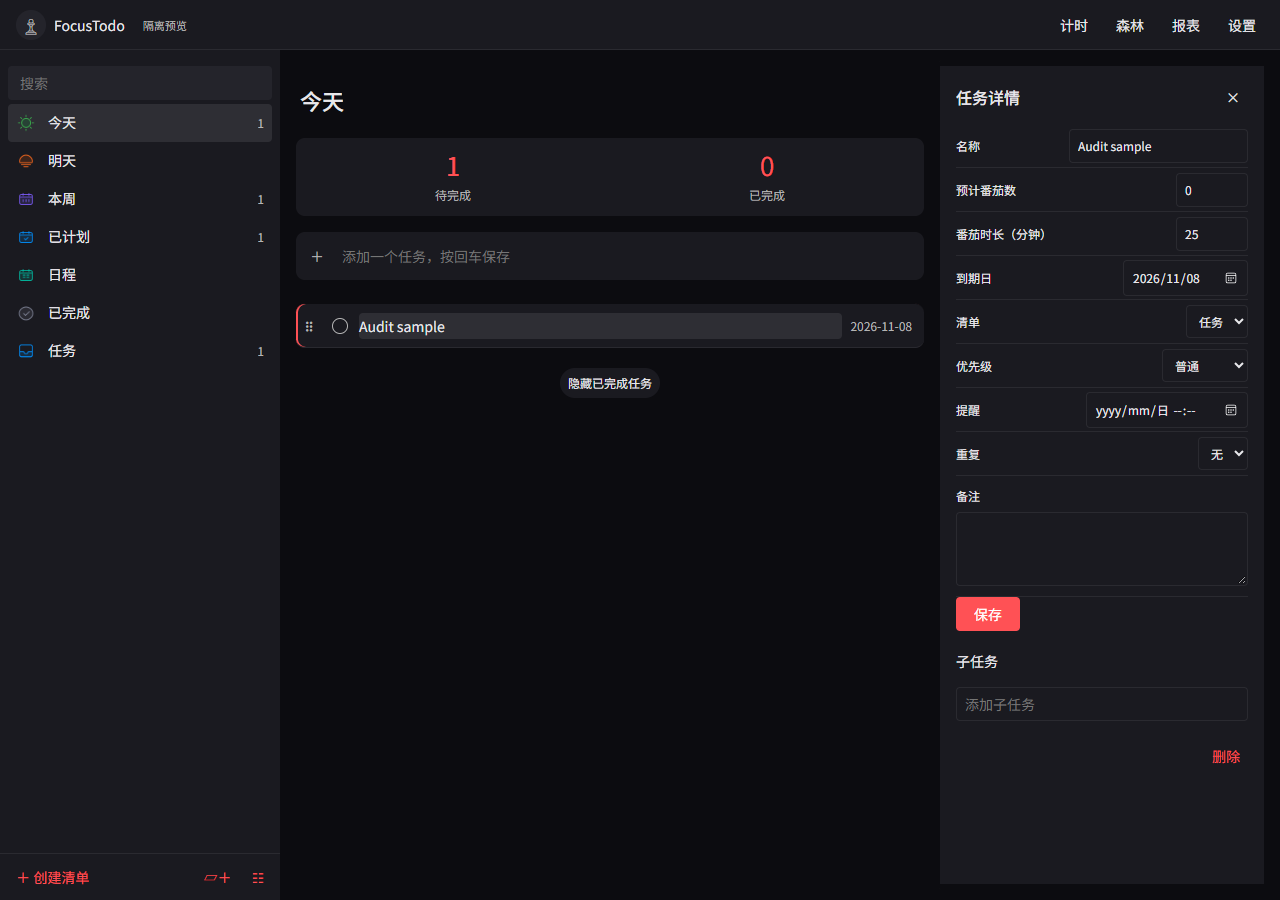 FocusTodo 隔离预览 计时 森林 报表 设置
搜索
今天 1
明天
本周 1
已计划 1
日程
已完成
任务 1
+ 创建清单
今天
1 0
待完成 已完成
+ 添加一个任务，按回车保存
Audit sample 2026-11-08
隐藏已完成任务
任务详情 ×
名称 Audit sample
预计番茄数 0
番茄时长（分钟） 25
到期日 2026/11/08
清单 任务
优先级 普通
提醒 yyyy/mm/日 --:--
重复 无
备注
保存
子任务
添加子任务
删除